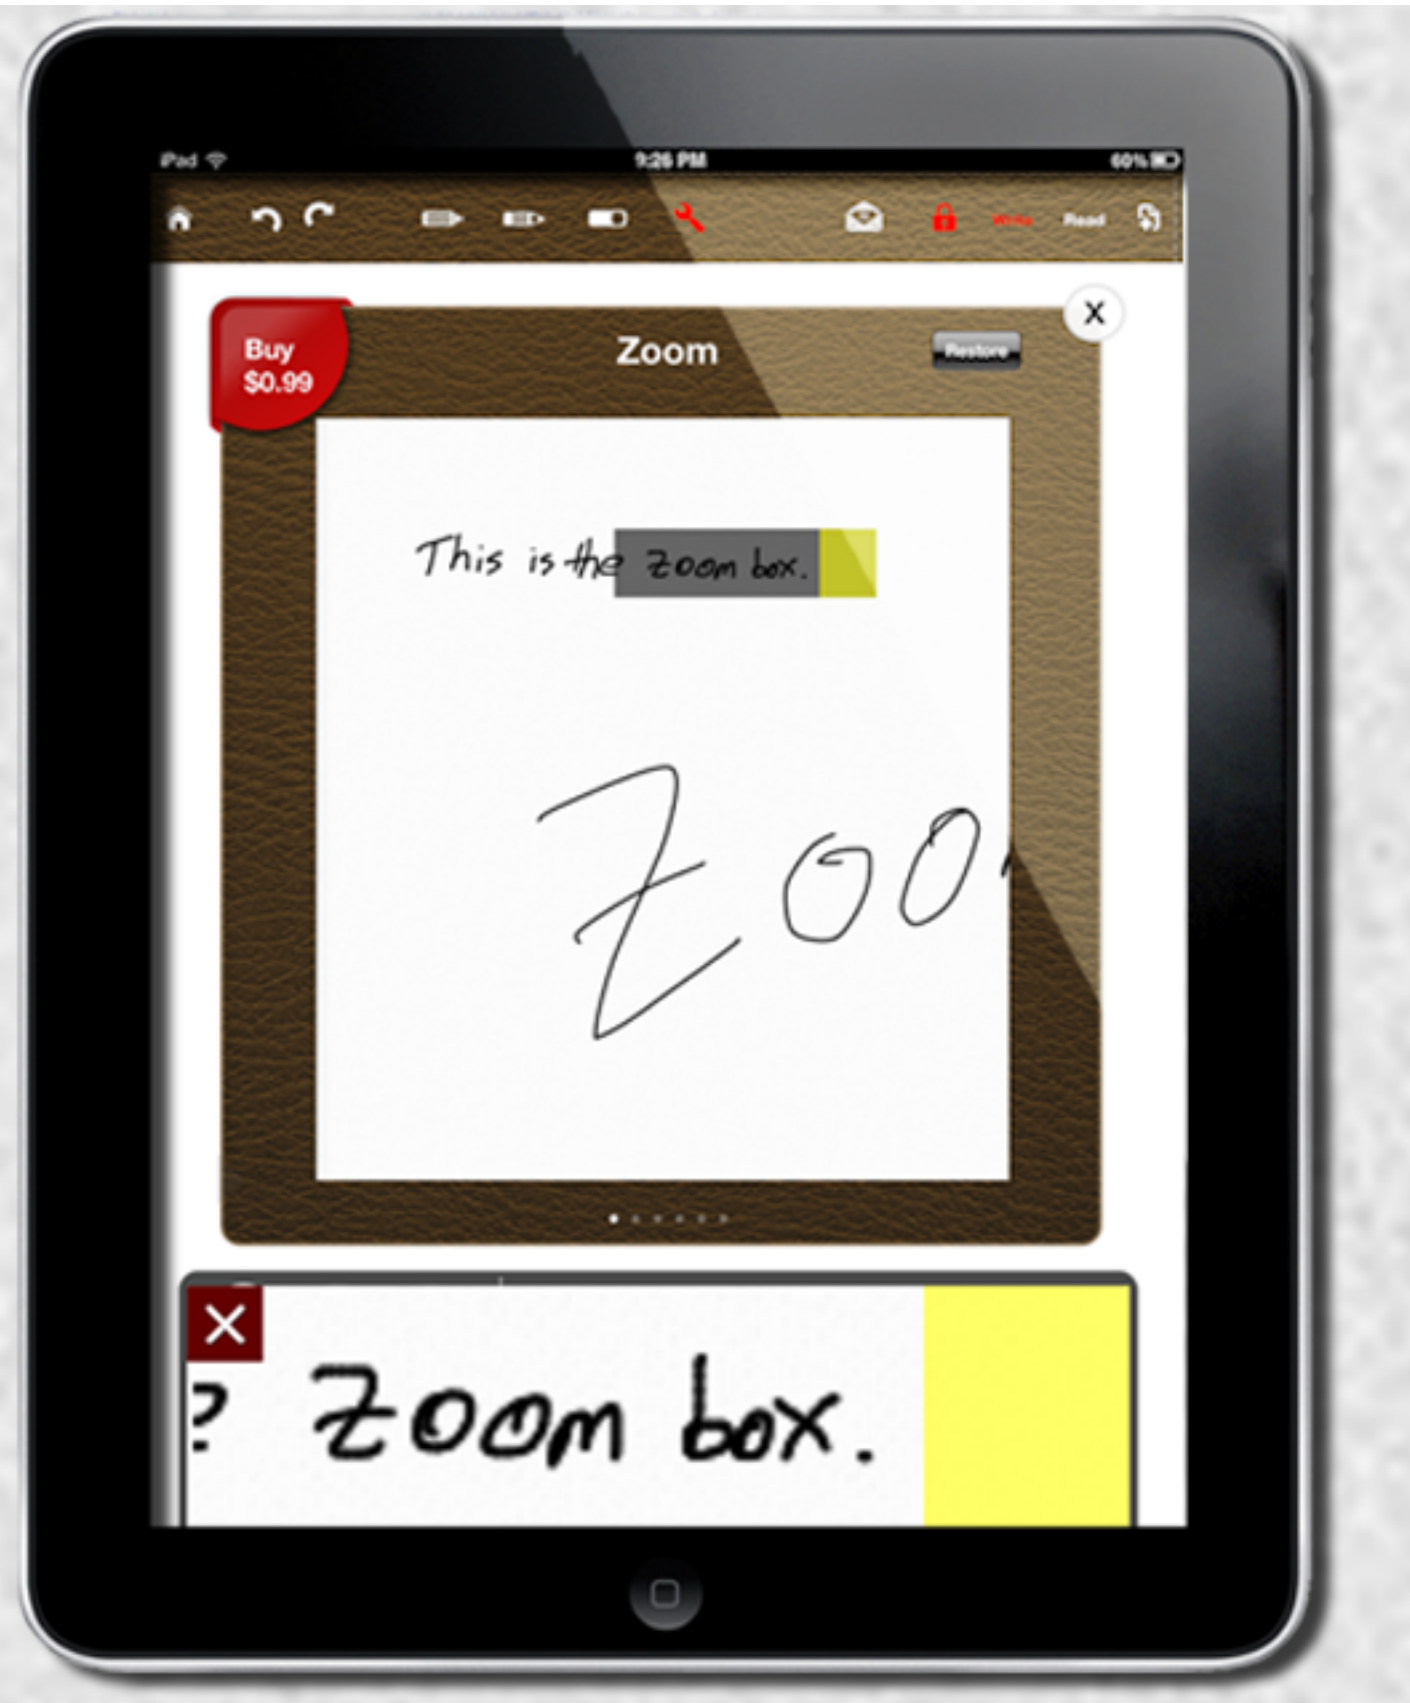 iPad 9:26 PM 60%
Write Read
Buy
$0.99
Zoom
Restore
X
This is the zoom box.
Zoo
zoom box.